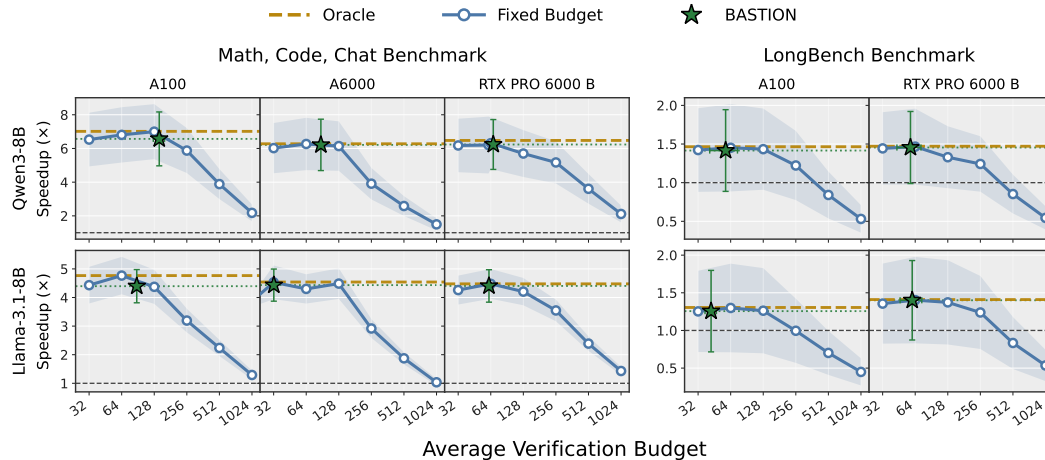 Oracle Fixed Budget BASTION
Math, Code, Chat Benchmark LongBench Benchmark
A100 A6000 RTX PRO 6000 B A100 RTX PRO 6000 B
Qwen3-8B
Speedup (×)
8
6
4
2
2.0
1.5
1.0
0.5
Llama-3.1-8B
Speedup (×)
5
4
3
2
1
2.0
1.5
1.0
0.5
32 64 128 256 512 1024 32 64 128 256 512 1024 32 64 128 256 512 1024 32 64 128 256 512 1024 32 64 128 256 512 1024
Average Verification Budget